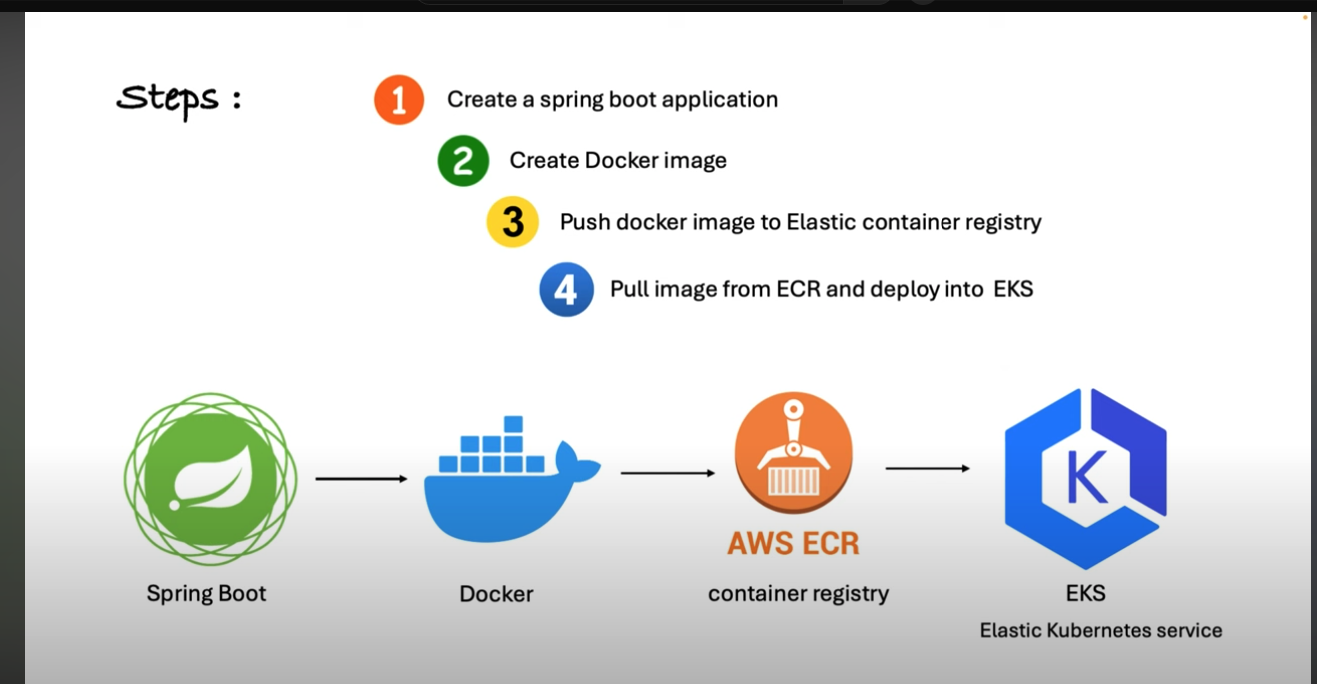 Steps :
1 Create a spring boot application
2 Create Docker image
3 Push docker image to Elastic container registry
4 Pull image from ECR and deploy into EKS
AWS ECR
K
Spring Boot
Docker
container registry
EKS
Elastic Kubernetes service